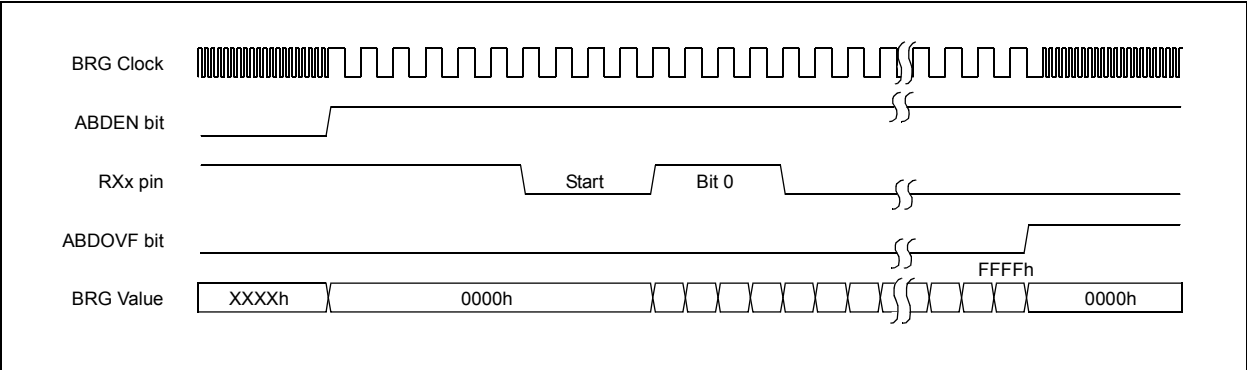 BRG Clock
ABDEN bit
RXx pin
Start
Bit 0
ABDOVF bit
FFFFh
BRG Value
XXXXh
0000h
0000h